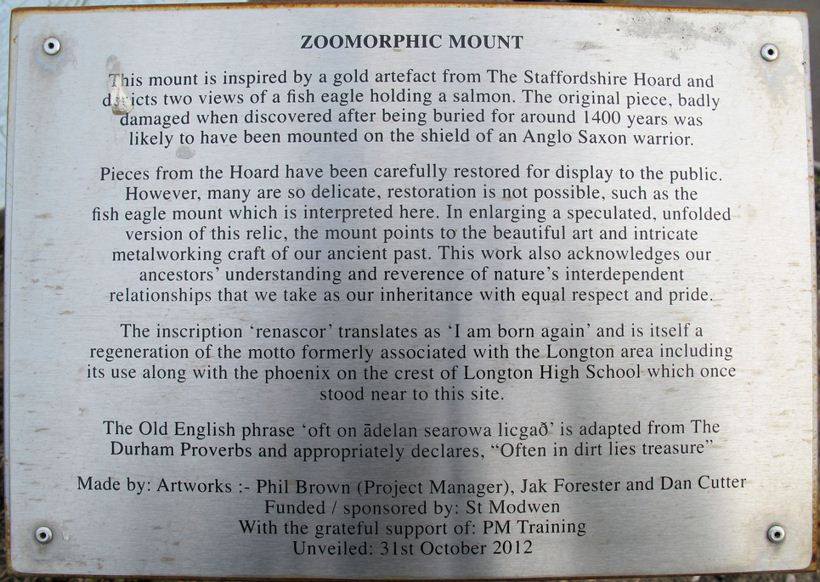 ZOOMORPHIC MOUNT
This mount is inspired by a gold artefact from The Staffordshire Hoard and
depicts two views of a fish eagle holding a salmon. The original piece, badly
damaged when discovered after being buried for around 1400 years was
likely to have been mounted on the shield of an Anglo Saxon warrior.
Pieces from the Hoard have been carefully restored for display to the public.
However, many are so delicate, restoration is not possible, such as the
fish eagle mount which is interpreted here. In enlarging a speculated, unfolded
version of this relic, the mount points to the beautiful art and intricate
metalworking craft of our ancient past. This work also acknowledges our
ancestors' understanding and reverence of nature's interdependent
relationships that we take as our inheritance with equal respect and pride.
The inscription 'renascor' translates as 'I am born again' and is itself a
regeneration of the motto formerly associated with the Longton area including
its use along with the phoenix on the crest of Longton High School which once
stood near to this site.
The Old English phrase 'oft on ādelan searowa licgað' is adapted from The
Durham Proverbs and appropriately declares, "Often in dirt lies treasure"
Made by: Artworks :- Phil Brown (Project Manager), Jak Forester and Dan Cutter
Funded / sponsored by: St Modwen
With the grateful support of: PM Training
Unveiled: 31st October 2012